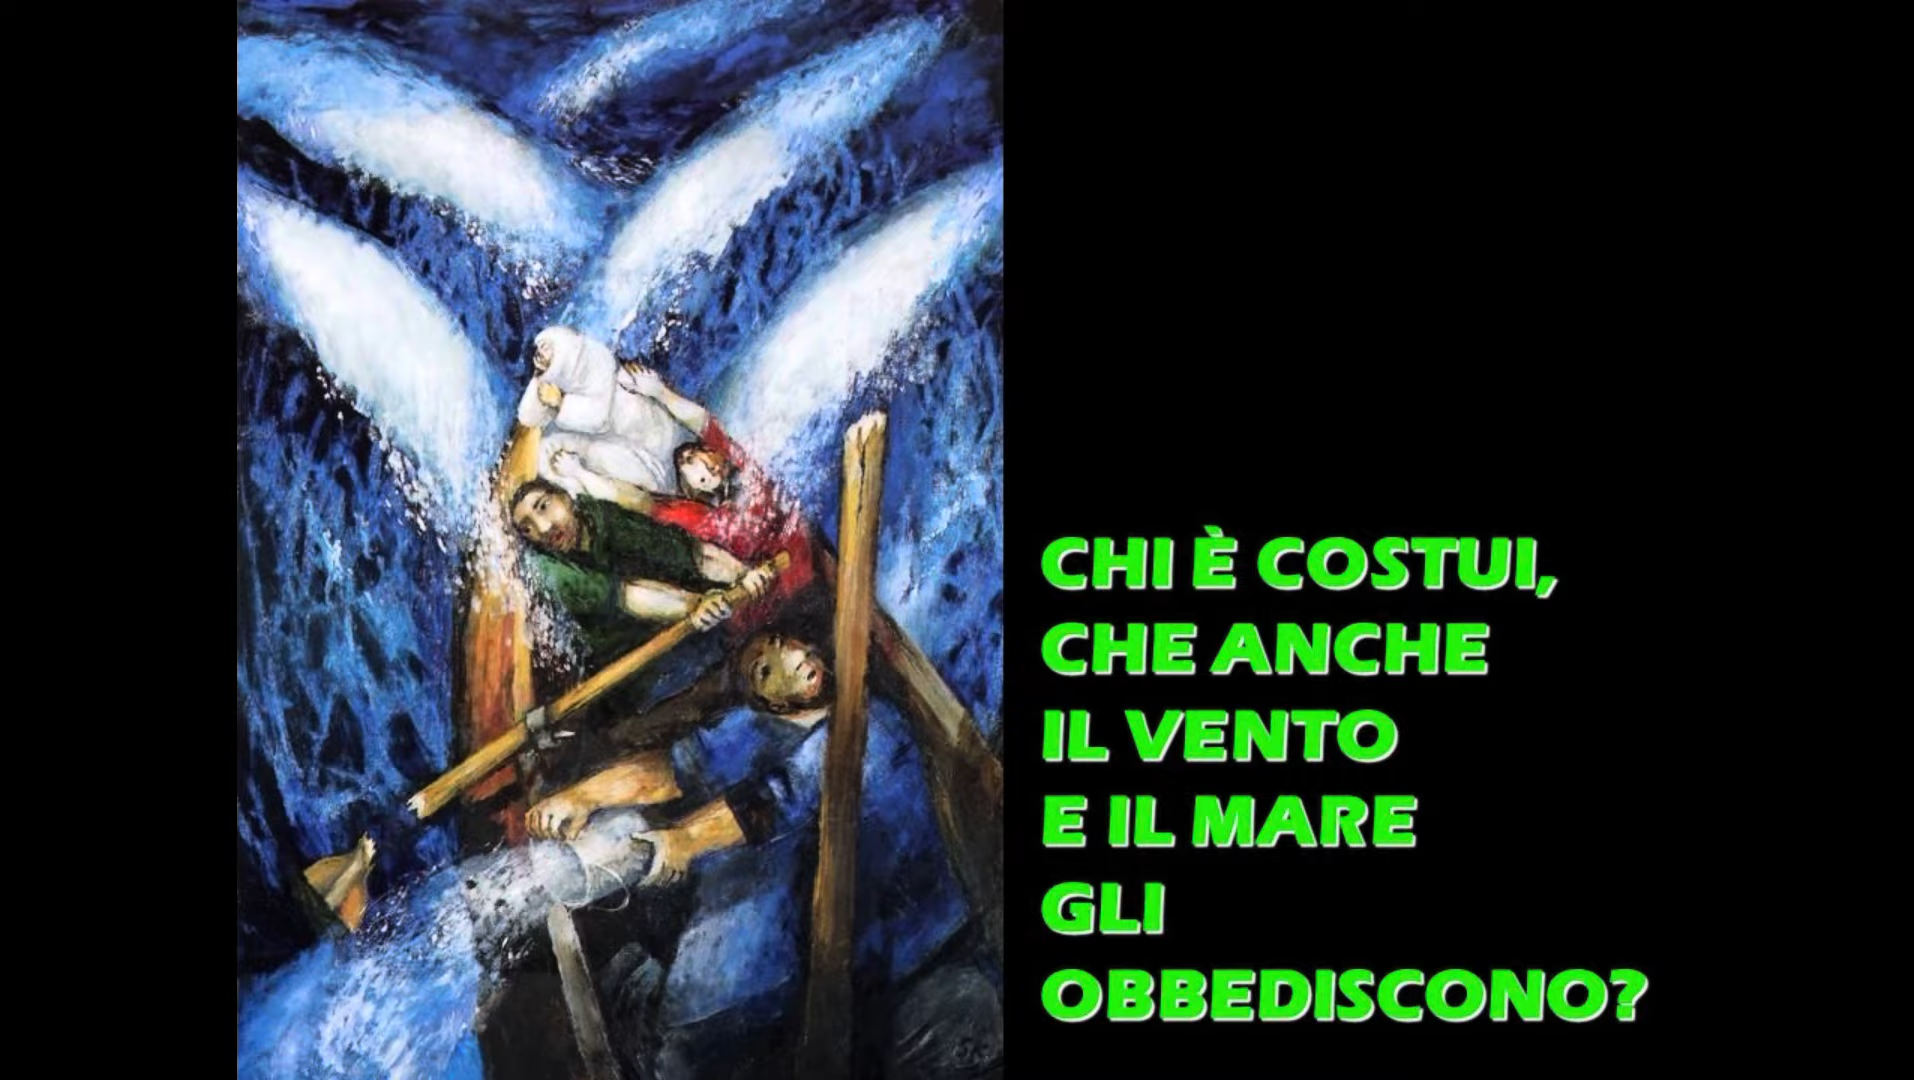 CHI È COSTUI,
CHE ANCHE
IL VENTO
E IL MARE
GLI
OBBEDISCONO?